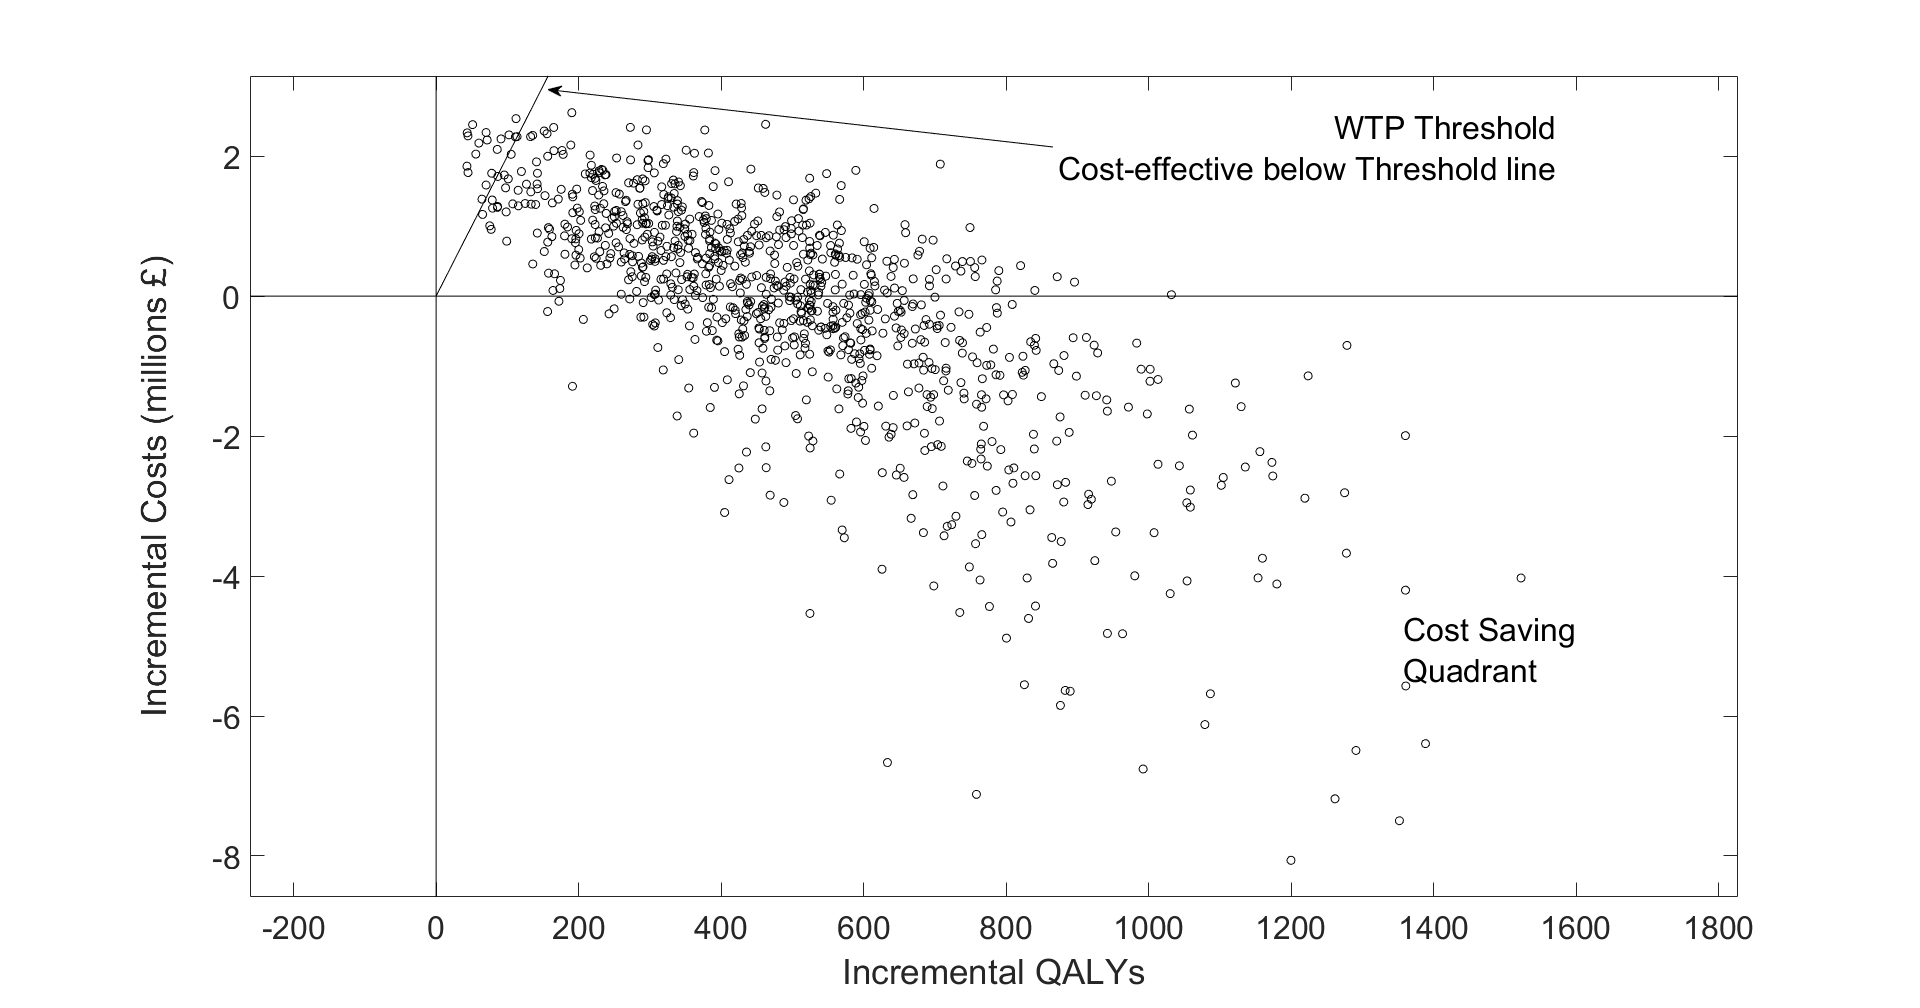 WTP Threshold
Cost-effective below Threshold line
2
0
-2
-4
-6
-8
Incremental Costs (millions £)
Cost Saving
Quadrant
-200 0 200 400 600 800 1000 1200 1400 1600 1800
Incremental QALYs